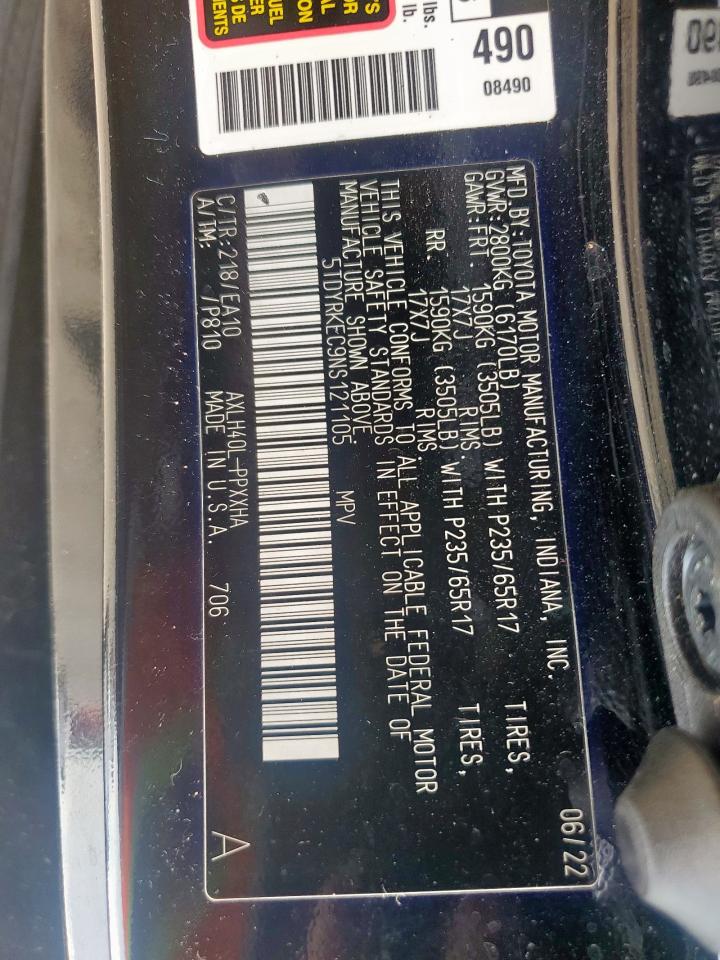 MFD.BY:TOYOTA MOTOR MANUFACTURING, INDIANA, INC. 06/22
GVWR:2800KG (6170LB)
GAWR:FRT. 1590KG (3505LB) WITH P235/65R17 TIRES,
17X7J RIMS
RR. 1590KG (3505LB) WITH P235/65R17 TIRES,
17X7J RIMS
THIS VEHICLE CONFORMS TO ALL APPLICABLE FEDERAL MOTOR
VEHICLE SAFETY STANDARDS IN EFFECT ON THE DATE OF
MANUFACTURE SHOWN ABOVE.
5TDYRKEC9NS121105 MPV
C/TR:218/EA10 AXLH40L-PPXXHA A
A/TM: /P810 MADE IN U.S.A. 706
490
08490
lbs.
lb.